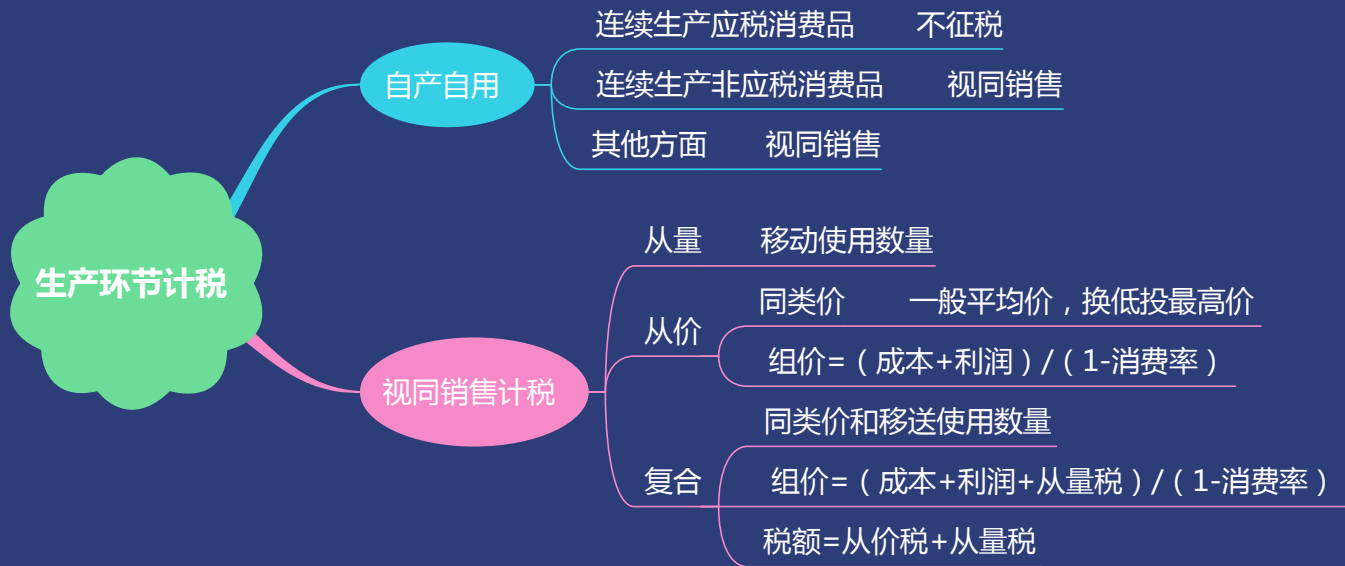 生产环节计税
自产自用
连续生产应税消费品 不征税
连续生产非应税消费品 视同销售
其他方面 视同销售
视同销售计税
从量 移动使用数量
从价
同类价 一般平均价，换低投最高价
组价=（成本+利润）/（1-消费率）
复合
同类价和移送使用数量
组价=（成本+利润+从量税）/（1-消费率）
税额=从价税+从量税